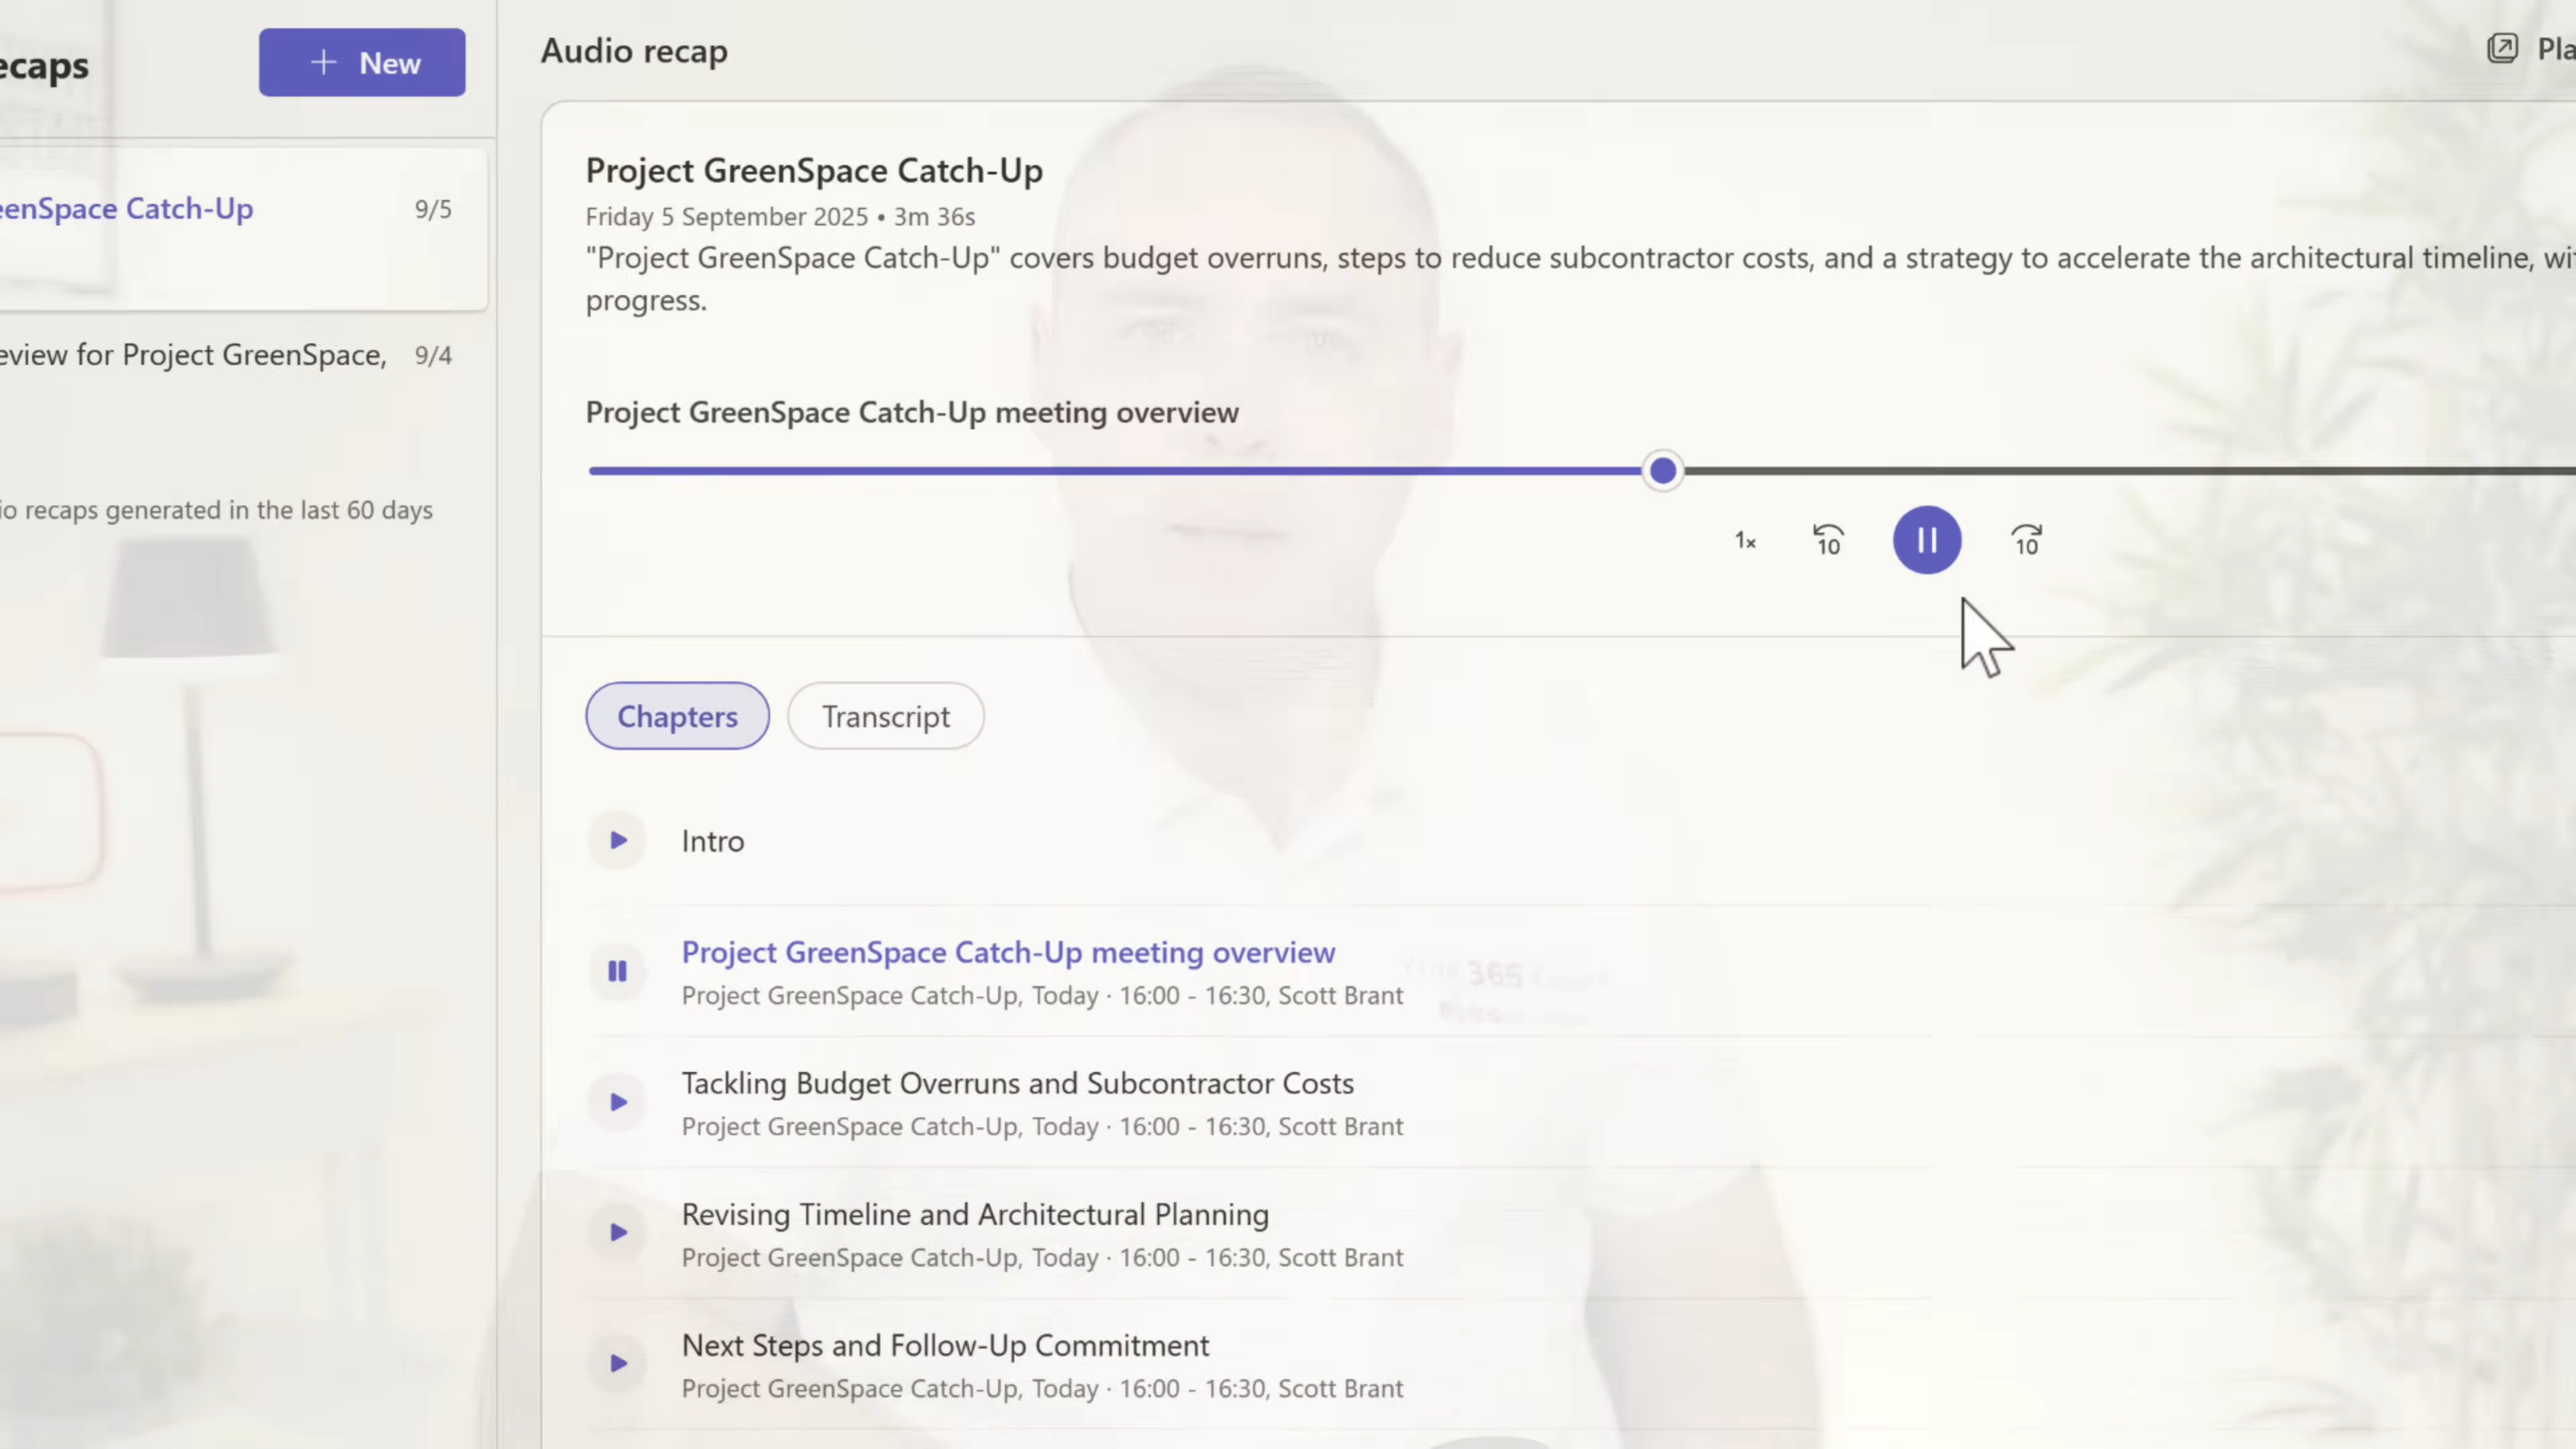 ecaps
+ New
eenSpace Catch-Up 9/5
eview for Project GreenSpace, 9/4
io recaps generated in the last 60 days
Audio recap
Pla
Project GreenSpace Catch-Up
Friday 5 September 2025 • 3m 36s
"Project GreenSpace Catch-Up" covers budget overruns, steps to reduce subcontractor costs, and a strategy to accelerate the architectural timeline, wi
progress.
Project GreenSpace Catch-Up meeting overview
1x 10 10
Chapters Transcript
Intro
Project GreenSpace Catch-Up meeting overview
Project GreenSpace Catch-Up, Today · 16:00 - 16:30, Scott Brant
365
Tackling Budget Overruns and Subcontractor Costs
Project GreenSpace Catch-Up, Today · 16:00 - 16:30, Scott Brant
Revising Timeline and Architectural Planning
Project GreenSpace Catch-Up, Today · 16:00 - 16:30, Scott Brant
Next Steps and Follow-Up Commitment
Project GreenSpace Catch-Up, Today · 16:00 - 16:30, Scott Brant